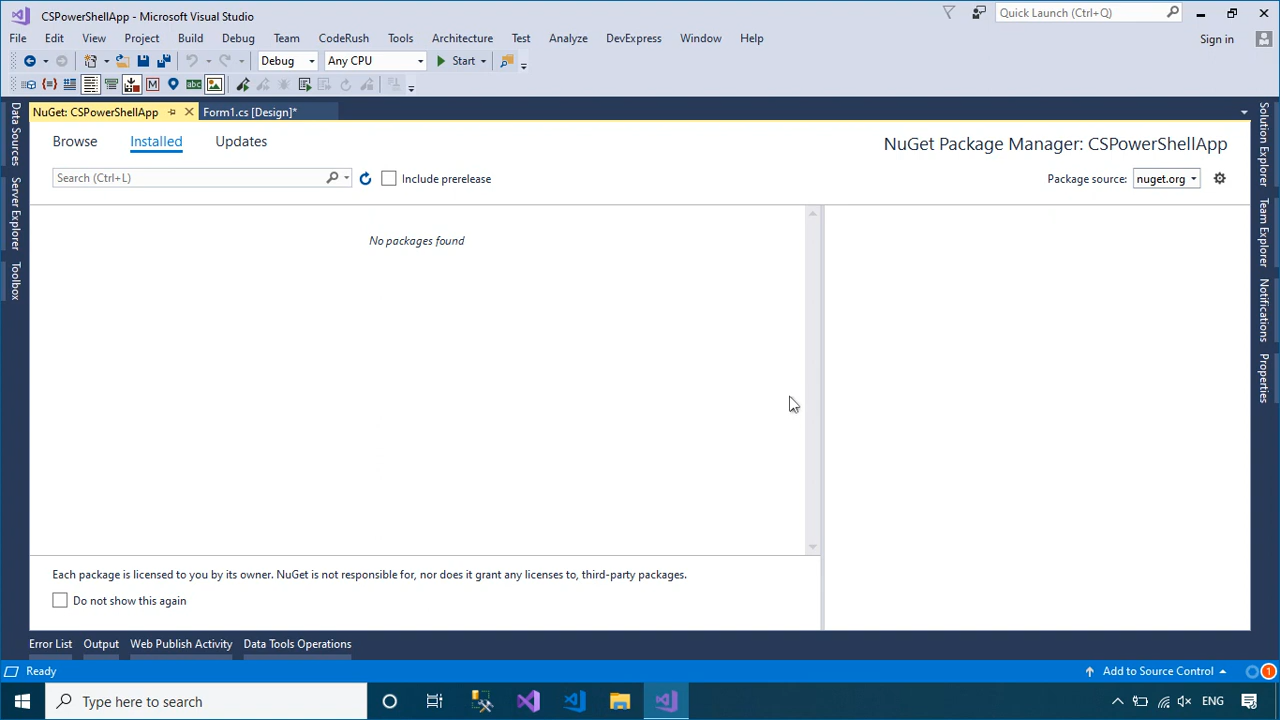 CSPowerShellApp - Microsoft Visual Studio
Quick Launch (Ctrl+Q)
File Edit View Project Build Debug Team CodeRush Tools Architecture Test Analyze DevExpress Window Help
Sign in
Debug Any CPU Start
M abc
NuGet: CSPowerShellApp Form1.cs [Design]*
Data Sources
Server Explorer
Toolbox
Browse Installed Updates
NuGet Package Manager: CSPowerShellApp
Search (Ctrl+L)
Include prerelease
Package source: nuget.org
No packages found
Each package is licensed to you by its owner. NuGet is not responsible for, nor does it grant any licenses to, third-party packages.
Do not show this again
Solution Explorer
Team Explorer
Notifications
Properties
Error List Output Web Publish Activity Data Tools Operations
Ready
Add to Source Control
1
Type here to search
ENG